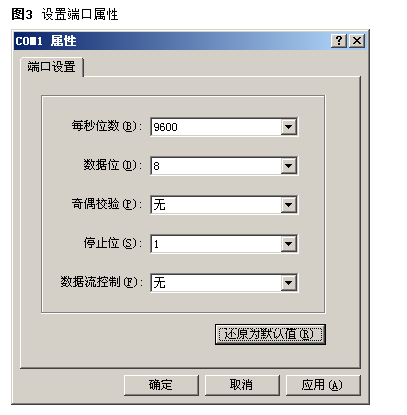 图3 设置端口属性
COM1 属性
端口设置
每秒位数(B): 9600
数据位(D): 8
奇偶校验(P): 无
停止位(S): 1
数据流控制(F): 无
还原为默认值(R)
确定 取消 应用(A)